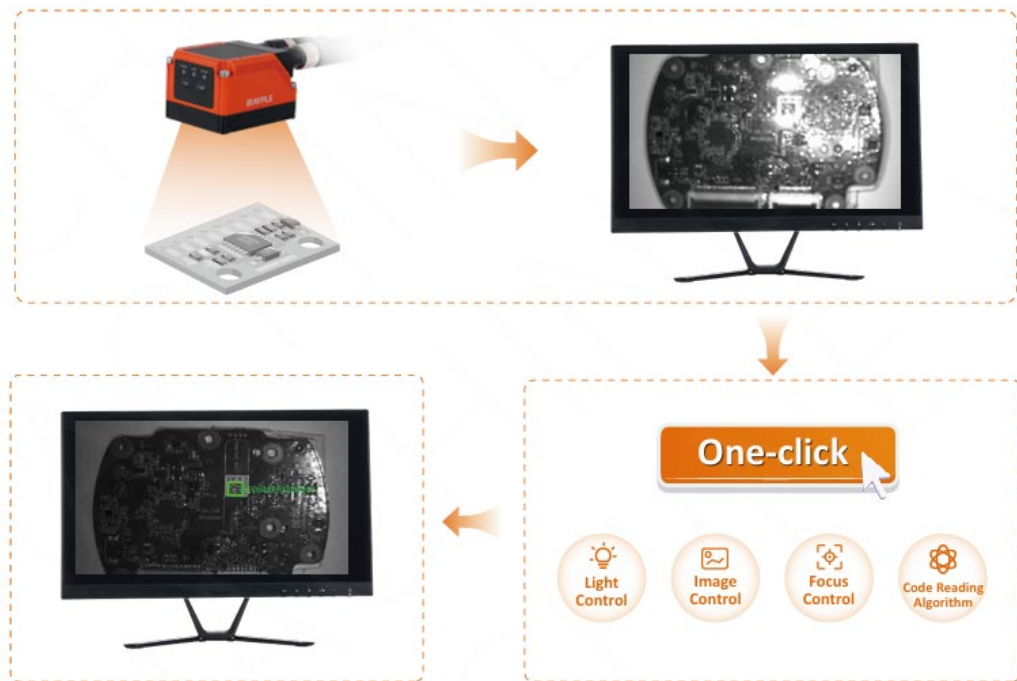 One-click
Light
Control
Image
Control
Focus
Control
Code Reading
Algorithm